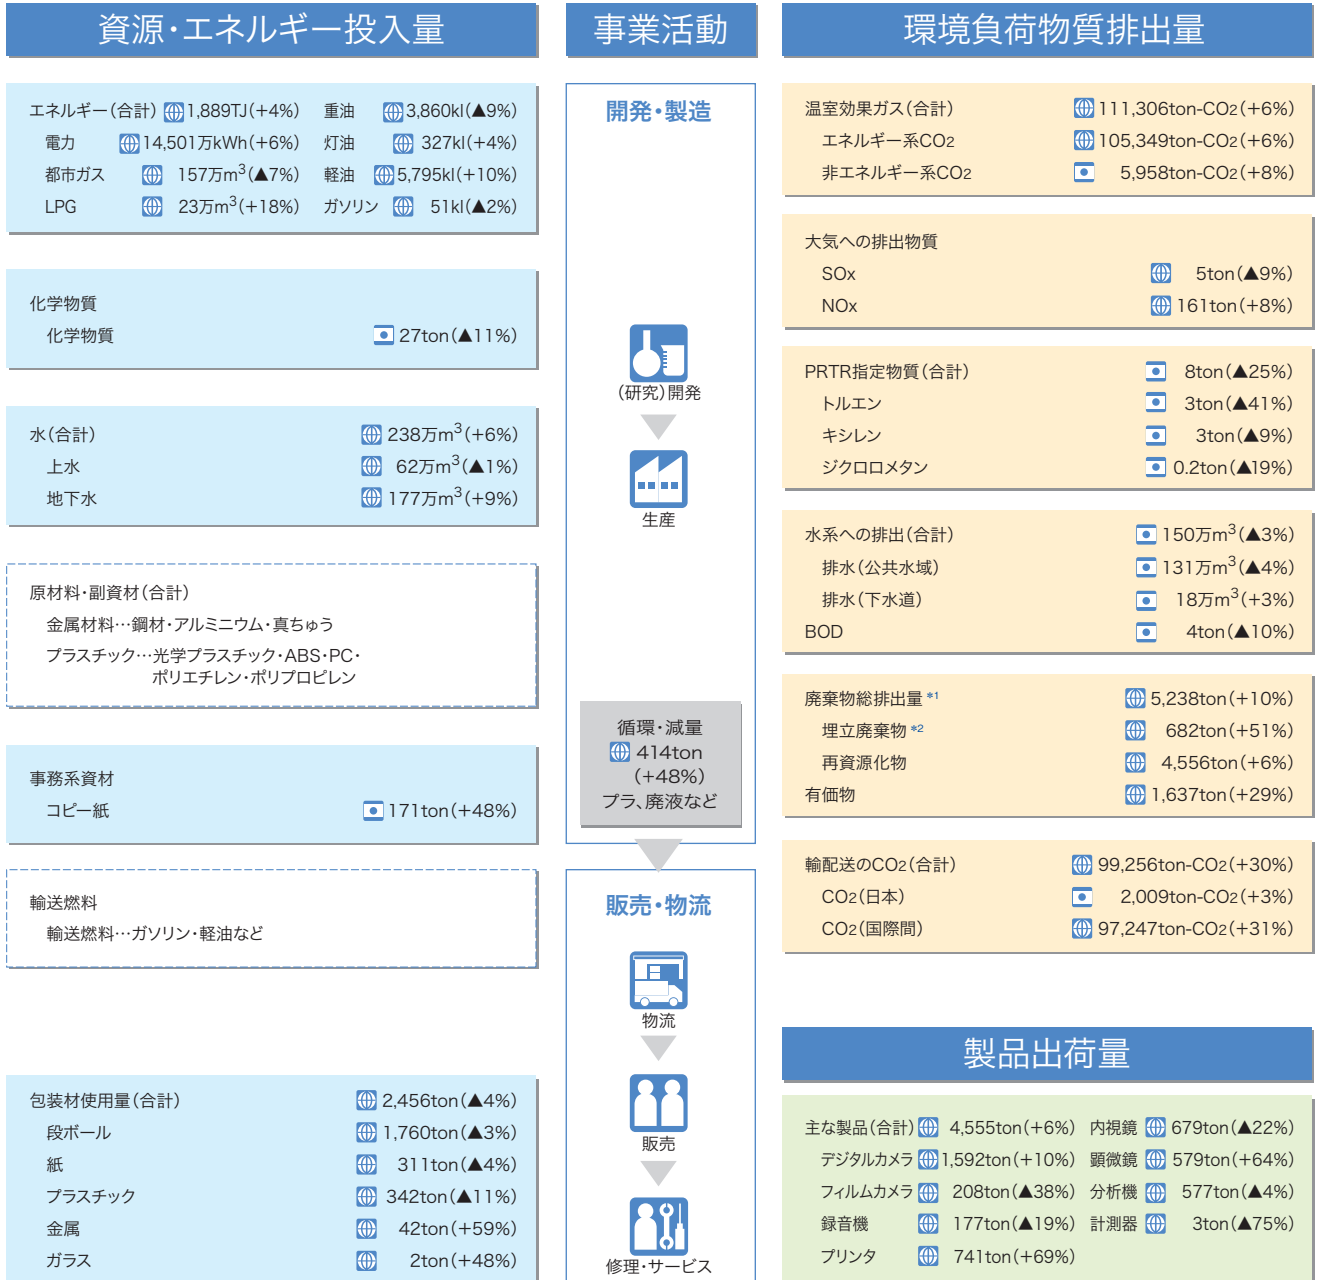 資源・エネルギー投入量
エネルギー（合計） 1,889TJ（+4%） 重油 3,860kl（▲9%）
電力 14,501万kWh（+6%） 灯油 327kl（+4%）
都市ガス 157万m3（▲7%） 軽油 5,795kl（+10%）
LPG 23万m3（+18%） ガソリン 51kl（▲2%）
化学物質
化学物質 27ton（▲11%）
水（合計） 238万m3（+6%）
上水 62万m3（▲1%）
地下水 177万m3（+9%）
原材料・副資材（合計）
金属材料…鋼材・アルミニウム・真ちゅう
プラスチック…光学プラスチック・ABS・PC・
ポリエチレン・ポリプロピレン
事務系資材
コピー紙 171ton（+48%）
輸送燃料
輸送燃料…ガソリン・軽油など
包装材使用量（合計） 2,456ton（▲4%）
段ボール 1,760ton（▲3%）
紙 311ton（▲4%）
プラスチック 342ton（▲11%）
金属 42ton（+59%）
ガラス 2ton（+48%）
事業活動
開発・製造
（研究）開発
生産
循環・減量
414ton
（+48%）
プラ、廃液など
販売・物流
物流
販売
修理・サービス
環境負荷物質排出量
温室効果ガス（合計） 111,306ton-CO2（+6%）
エネルギー系CO2 105,349ton-CO2（+6%）
非エネルギー系CO2 5,958ton-CO2（+8%）
大気への排出物質
SOx 5ton（▲9%）
NOx 161ton（+8%）
PRTR指定物質（合計） 8ton（▲25%）
トルエン 3ton（▲41%）
キシレン 3ton（▲9%）
ジクロロメタン 0.2ton（▲19%）
水系への排出（合計） 150万m3（▲3%）
排水（公共水域） 131万m3（▲4%）
排水（下水道） 18万m3（+3%）
BOD 4ton（▲10%）
廃棄物総排出量 *1 5,238ton（+10%）
埋立廃棄物 *2 682ton（+51%）
再資源化物 4,556ton（+6%）
有価物 1,637ton（+29%）
輸配送のCO2（合計） 99,256ton-CO2（+30%）
CO2（日本） 2,009ton-CO2（+3%）
CO2（国際間） 97,247ton-CO2（+31%）
製品出荷量
主な製品（合計） 4,555ton（+6%） 内視鏡 679ton（▲22%）
デジタルカメラ 1,592ton（+10%） 顕微鏡 579ton（+64%）
フィルムカメラ 208ton（▲38%） 分析機 577ton（▲4%）
録音機 177ton（▲19%） 計測器 3ton（▲75%）
プリンタ 741ton（+69%）